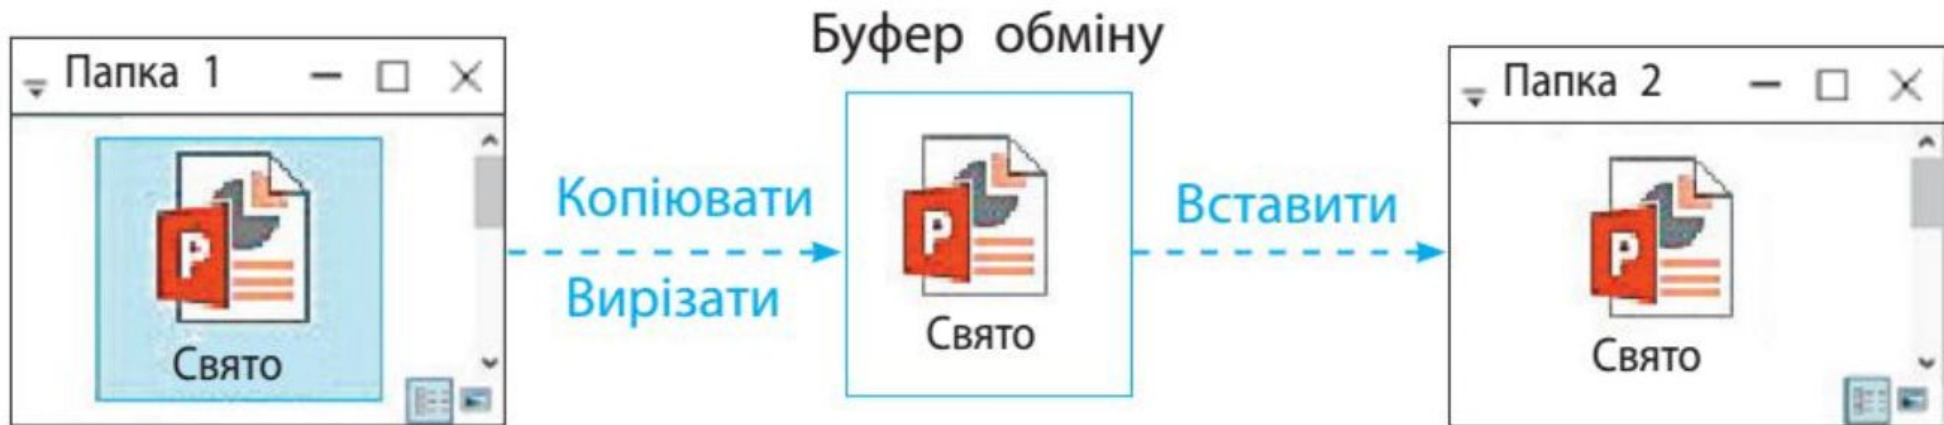 Буфер обміну
Папка 1
Папка 2
Копіювати
Вирізати
Вставити
P
Свято
P
Свято
P
Свято